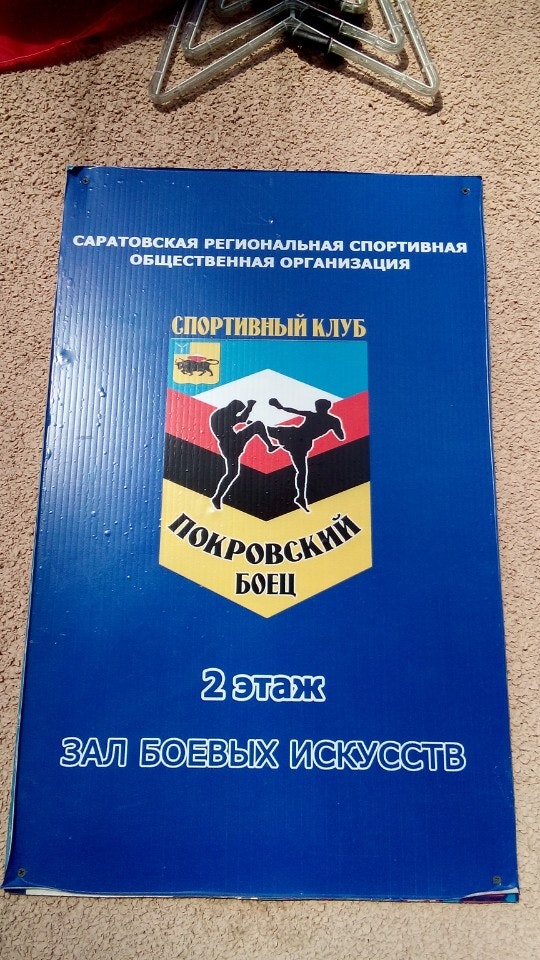 САРАТОВСКАЯ РЕГИОНАЛЬНАЯ СПОРТИВНАЯ
ОБЩЕСТВЕННАЯ ОРГАНИЗАЦИЯ
СПОРТИВНЫЙ КЛУБ
ПОКРОВСКИЙ
БОЕЦ
2 этаж
ЗАЛ БОЕВЫХ ИСКУССТВ